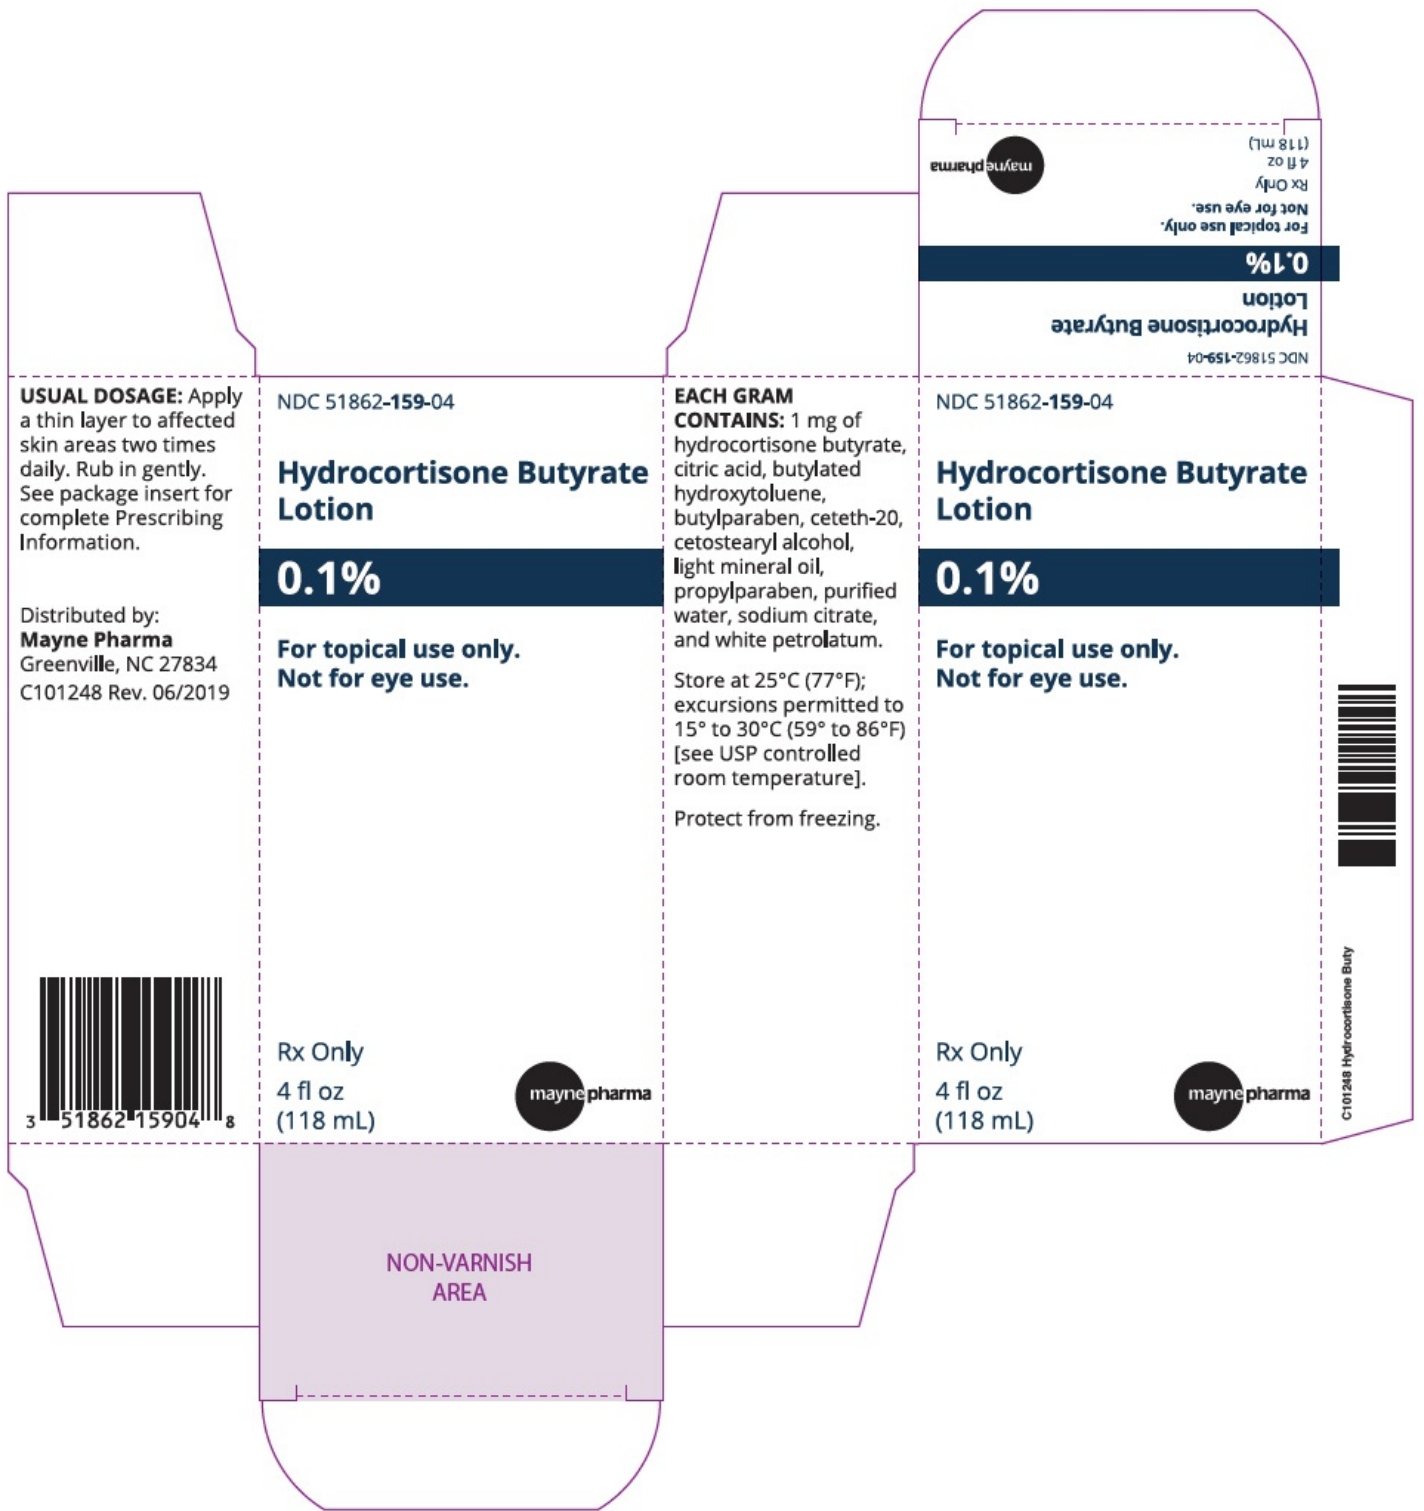 mayne pharma
4 fl oz
(118 mL)
Rx Only
Not for eye use.
For topical use only.
0.1%
Lotion
Hydrocortisone Butyrate
NDC 51862-159-04
USUAL DOSAGE: Apply
a thin layer to affected
skin areas two times
daily. Rub in gently.
See package insert for
complete Prescribing
Information.
Distributed by:
Mayne Pharma
Greenville, NC 27834
C101248 Rev. 06/2019
3 51862 15904 8
NDC 51862-159-04
Hydrocortisone Butyrate
Lotion
0.1%
For topical use only.
Not for eye use.
Rx Only
4 fl oz
(118 mL)
mayne pharma
EACH GRAM
CONTAINS: 1 mg of
hydrocortisone butyrate,
citric acid, butylated
hydroxytoluene,
butylparaben, ceteth-20,
cetostearyl alcohol,
light mineral oil,
propylparaben, purified
water, sodium citrate,
and white petrolatum.
Store at 25°C (77°F);
excursions permitted to
15° to 30°C (59° to 86°F)
[see USP controlled
room temperature].
Protect from freezing.
NDC 51862-159-04
Hydrocortisone Butyrate
Lotion
0.1%
For topical use only.
Not for eye use.
Rx Only
4 fl oz
(118 mL)
mayne pharma
C101248 Hydrocortisone Buty
NON-VARNISH
AREA